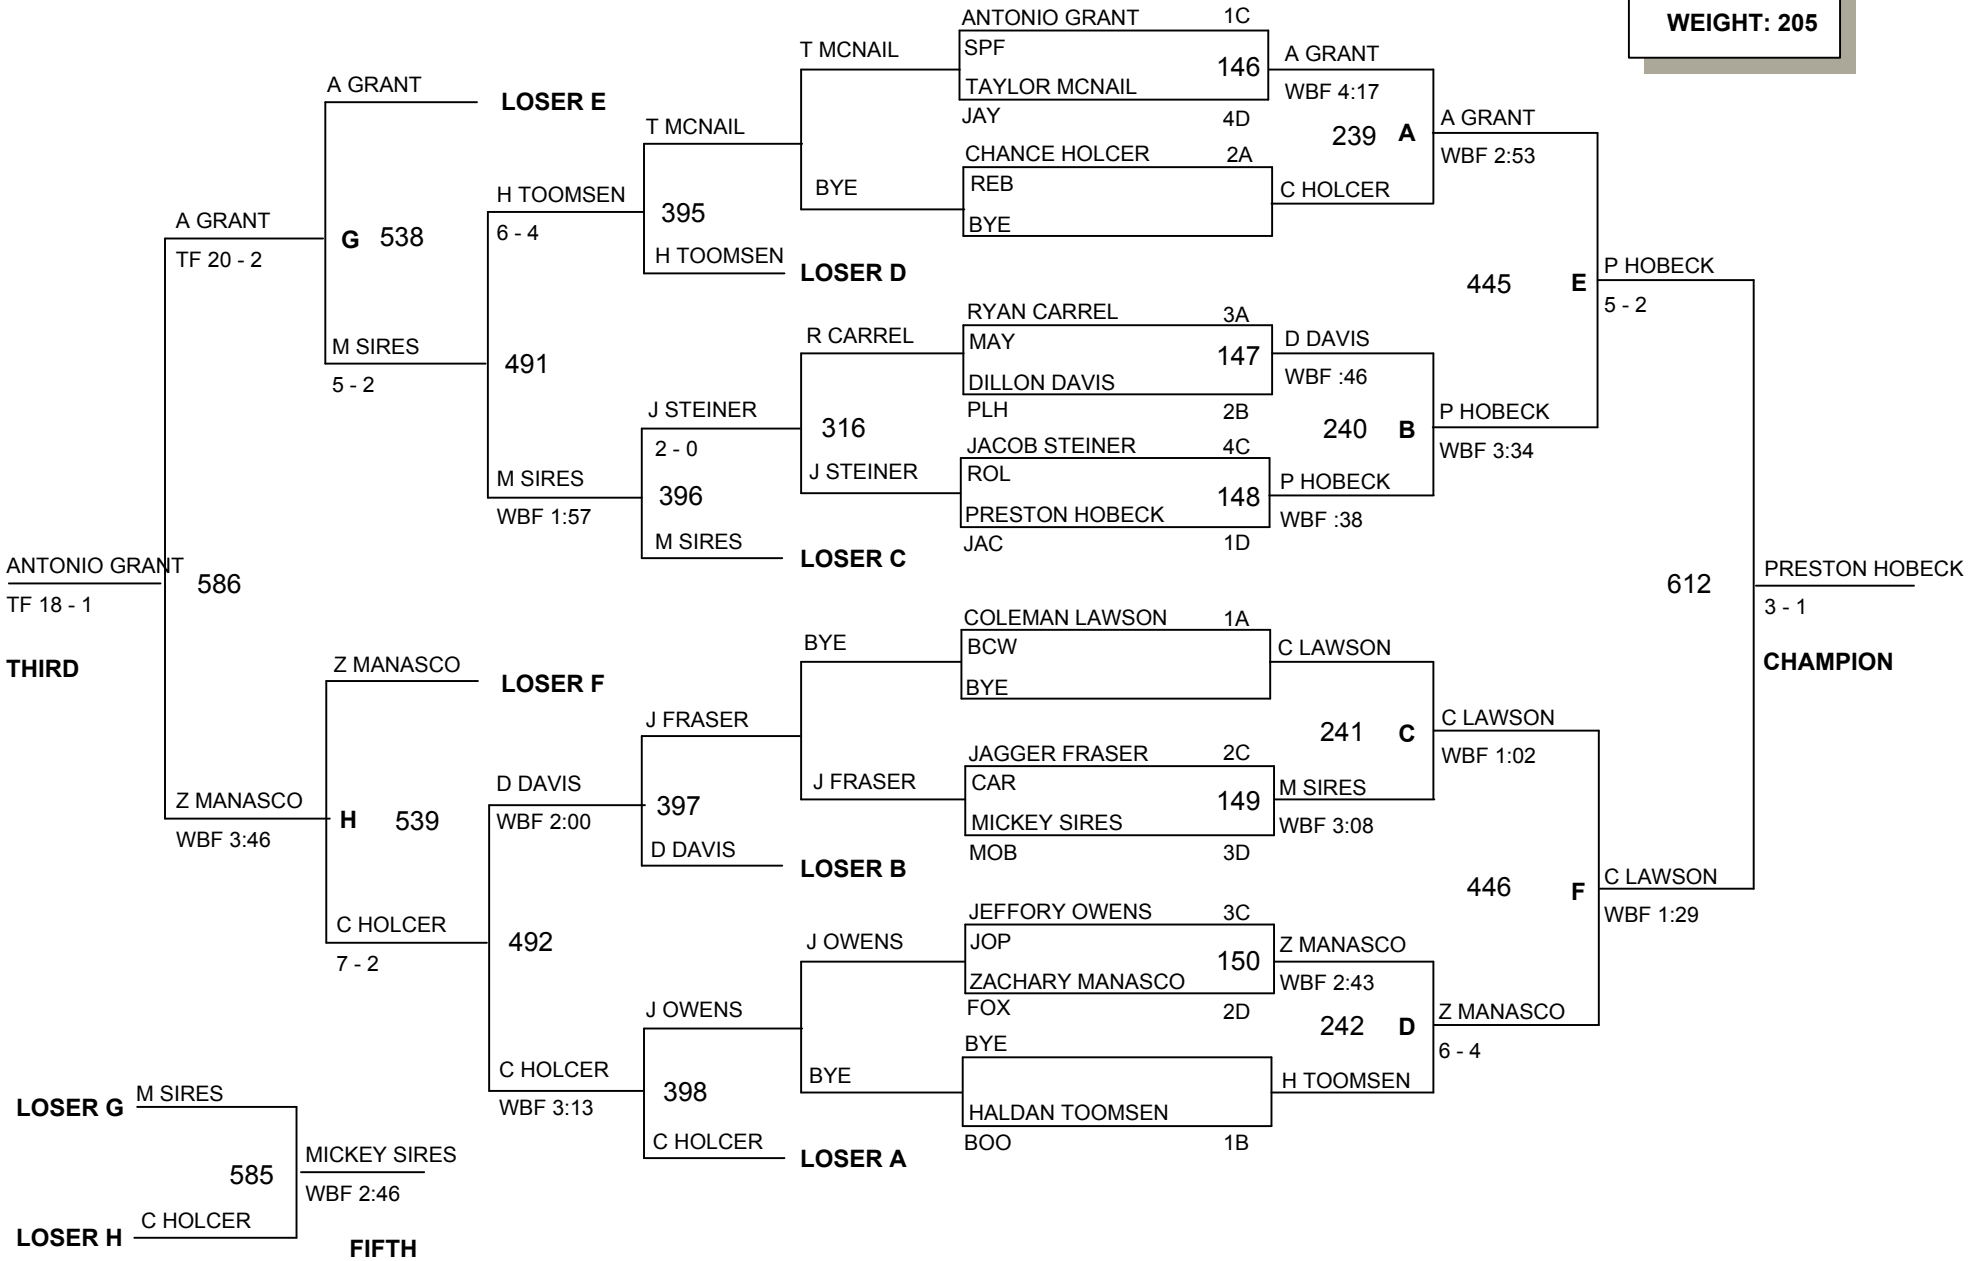 WEIGHT: 205
ANTONIO GRANT 1C
SPF
146
TAYLOR MCNAIL
JAY 4D
CHANCE HOLCER 2A
REB
BYE
RYAN CARREL 3A
MAY
147
DILLON DAVIS
PLH 2B
JACOB STEINER 4C
ROL
148
PRESTON HOBECK
JAC 1D
COLEMAN LAWSON 1A
BCW
BYE
JAGGER FRASER 2C
CAR
149
MICKEY SIRES
MOB 3D
JEFFORY OWENS 3C
JOP
150
ZACHARY MANASCO
FOX 2D
BYE
HALDAN TOOMSEN
BOO 1B
A GRANT
WBF 4:17
239 A
C HOLCER
D DAVIS
WBF :46
240 B
P HOBECK
WBF :38
C LAWSON
241 C
M SIRES
WBF 3:08
Z MANASCO
WBF 2:43
242 D
H TOOMSEN
A GRANT
WBF 2:53
445 E
P HOBECK
WBF 3:34
C LAWSON
WBF 1:02
446 F
Z MANASCO
6 - 4
P HOBECK
5 - 2
612
C LAWSON
WBF 1:29
PRESTON HOBECK
3 - 1
CHAMPION
T MCNAIL
BYE
R CARREL
316
J STEINER
BYE
J FRASER
J OWENS
BYE
T MCNAIL
395
H TOOMSEN
LOSER D
J STEINER
2 - 0
396
M SIRES
LOSER C
J FRASER
397
D DAVIS
LOSER B
J OWENS
398
C HOLCER
LOSER A
H TOOMSEN
6 - 4
491
M SIRES
WBF 1:57
D DAVIS
WBF 2:00
492
C HOLCER
WBF 3:13
A GRANT
LOSER E
G 538
M SIRES
5 - 2
Z MANASCO
LOSER F
H 539
C HOLCER
7 - 2
A GRANT
TF 20 - 2
586
Z MANASCO
WBF 3:46
ANTONIO GRANT
TF 18 - 1
THIRD
LOSER G M SIRES
585
MICKEY SIRES
WBF 2:46
LOSER H C HOLCER
FIFTH